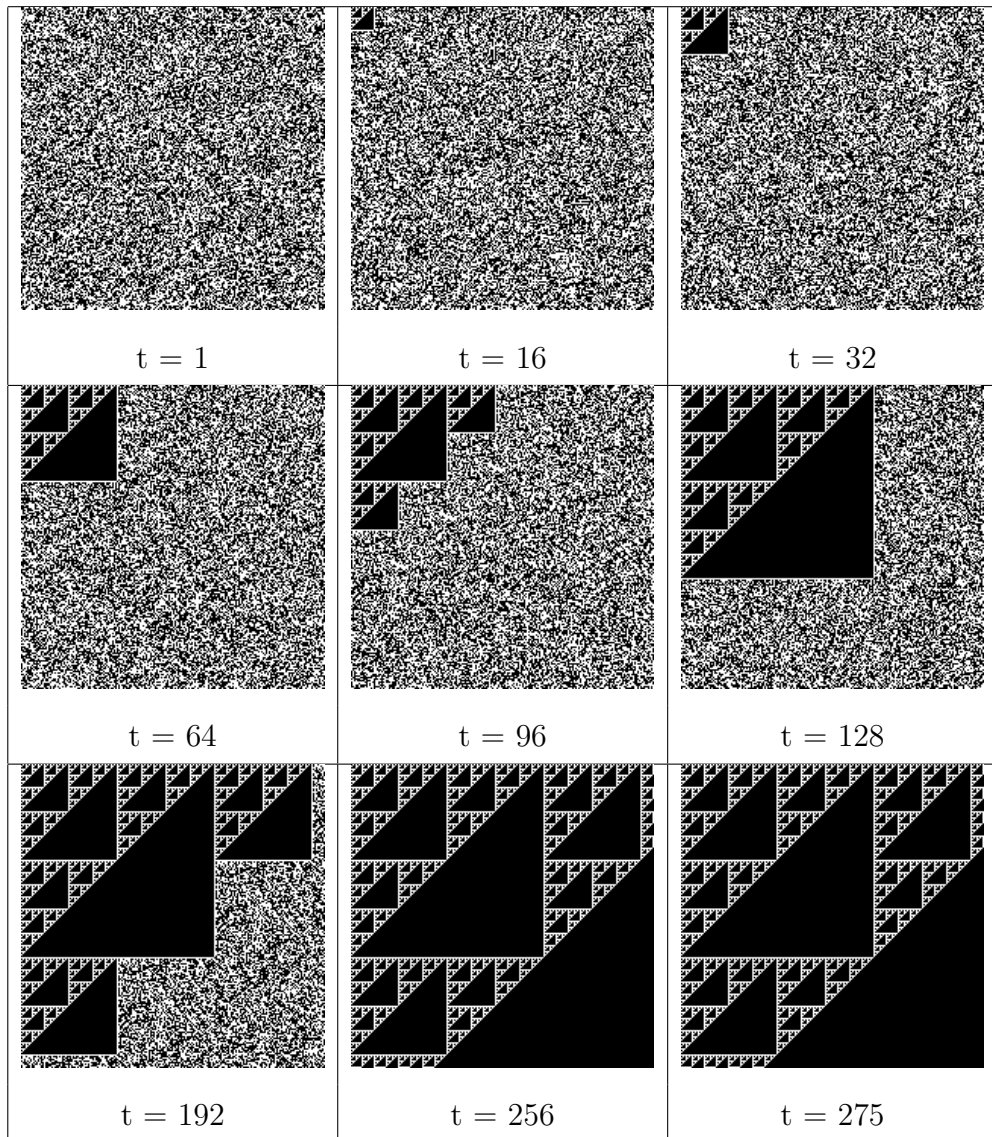 t = 1
t = 16
t = 32
t = 64
t = 96
t = 128
t = 192
t = 256
t = 275